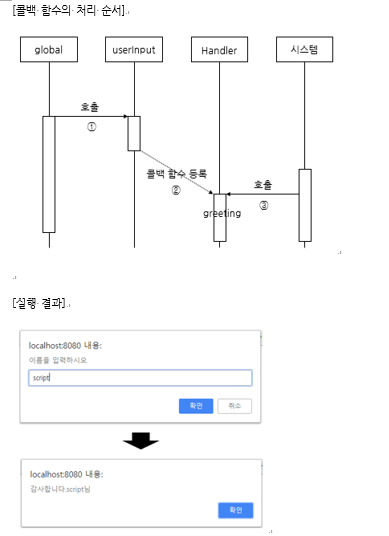 [콜백 함수의 처리 순서]
global userInput Handler 시스템
호출
①
콜백 함수 등록
②
호출
③
greeting
[실행 결과]
localhost:8080 내용:
이름을 입력하시오
script
확인 취소
localhost:8080 내용:
감사합니다.script님
확인